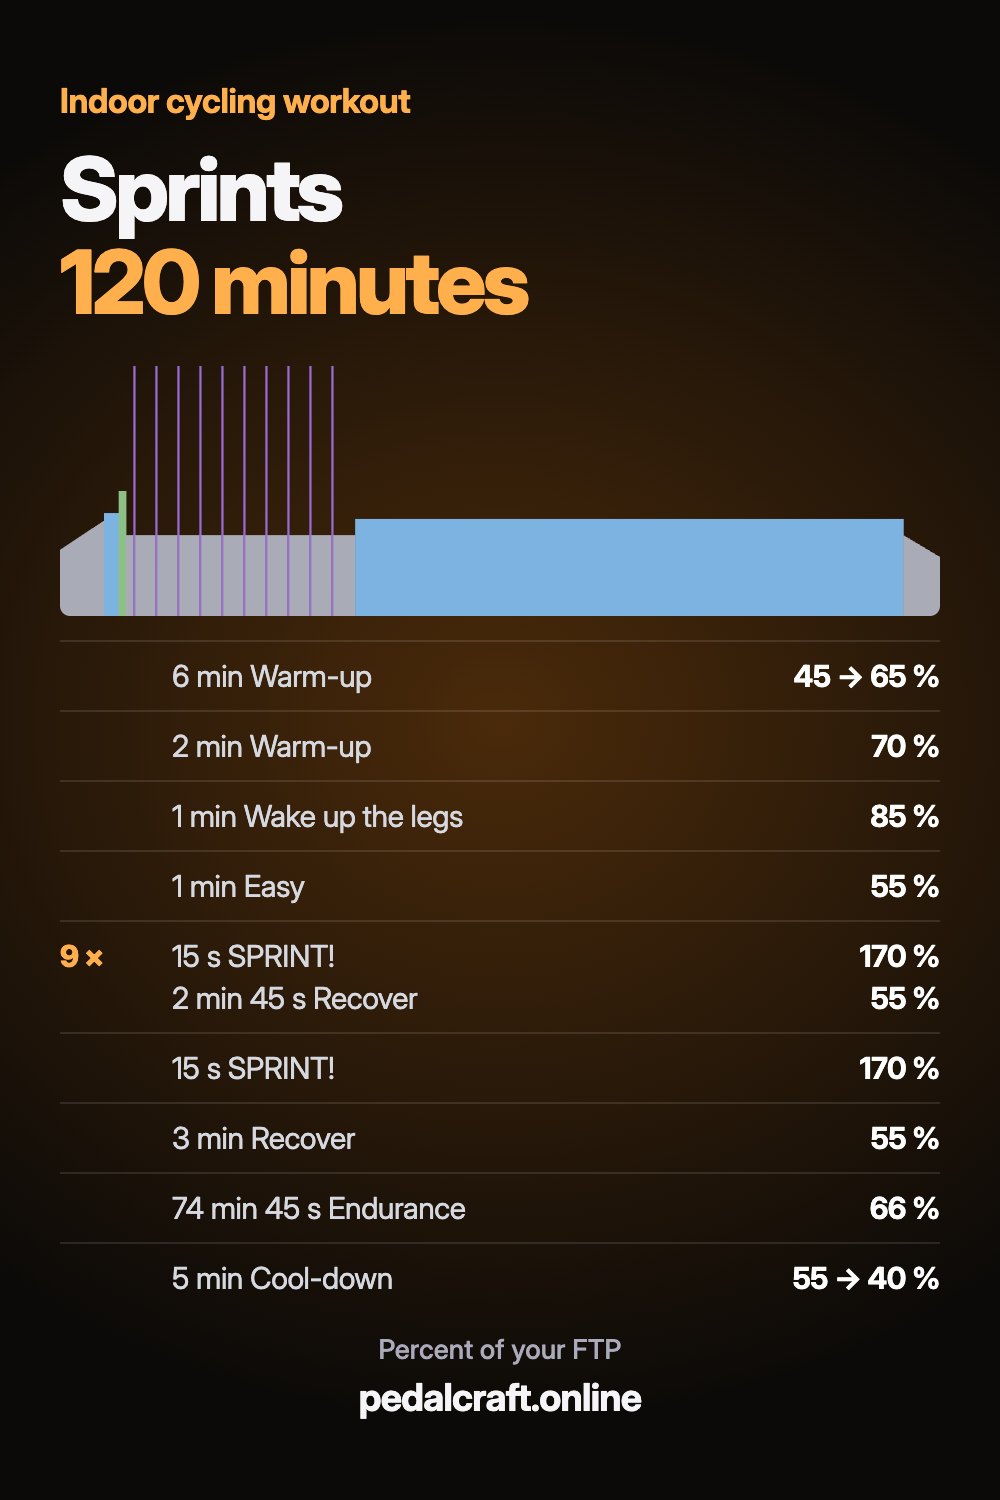 Indoor cycling workout
Sprints
120 minutes
6 min Warm-up 45 → 65 %
2 min Warm-up 70 %
1 min Wake up the legs 85 %
1 min Easy 55 %
9 × 15 s SPRINT! 170 %
2 min 45 s Recover 55 %
15 s SPRINT! 170 %
3 min Recover 55 %
74 min 45 s Endurance 66 %
5 min Cool-down 55 → 40 %
Percent of your FTP
pedalcraft.online